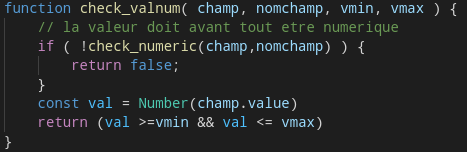 function check_valnum( champ, nomchamp, vmin, vmax ) {
    // la valeur doit avant tout etre numerique
    if ( !check_numeric(champ,nomchamp) ) {
        return false;
    }
    const val = Number(champ.value)
    return (val >=vmin && val <= vmax)
}